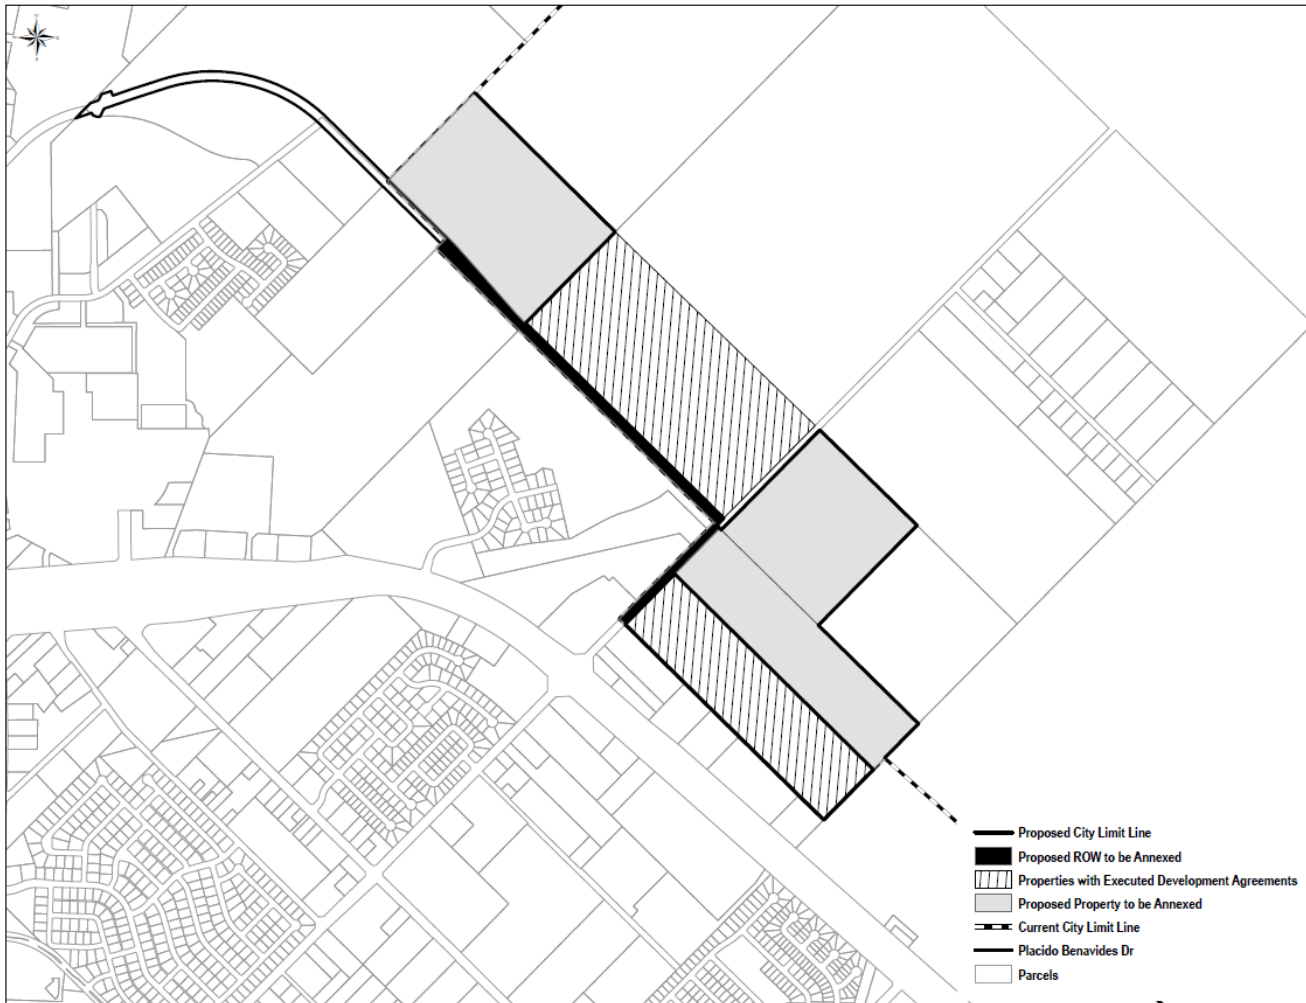 Proposed City Limit Line
Proposed ROW to be Annexed
Properties with Executed Development Agreements
Proposed Property to be Annexed
Current City Limit Line
Placido Benavides Dr
Parcels